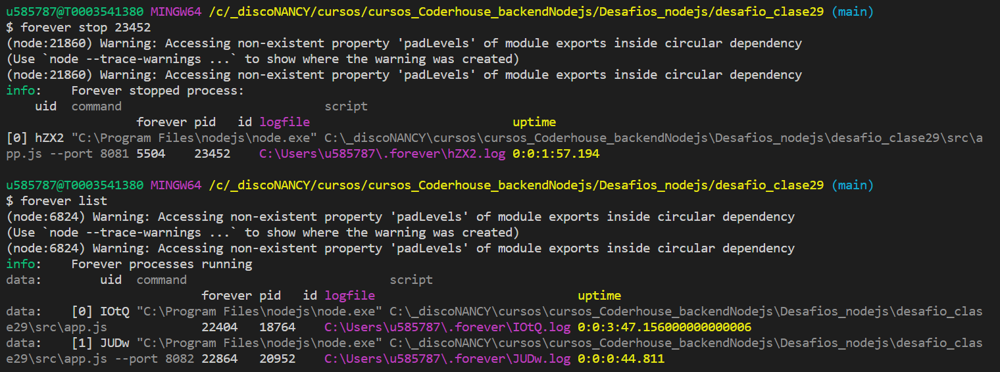 u585787@T0003541380 MINGW64 /c/_discoNANCY/cursos/cursos_Coderhouse_backendNodejs/Desafios_nodejs/desafio_clase29 (main)
$ forever stop 23452
(node:21860) Warning: Accessing non-existent property 'padLevels' of module exports inside circular dependency
(Use `node --trace-warnings ...` to show where the warning was created)
(node:21860) Warning: Accessing non-existent property 'padLevels' of module exports inside circular dependency
info:    Forever stopped process:
    uid  command                            script
                  forever pid   id logfile                            uptime
[0] hZX2 "C:\Program Files\nodejs\node.exe" C:\_discoNANCY\cursos\cursos_Coderhouse_backendNodejs\Desafios_nodejs\desafio_clase29\src\a
pp.js --port 8081 5504    23452    C:\Users\u585787\.forever\hZX2.log 0:0:1:57.194
u585787@T0003541380 MINGW64 /c/_discoNANCY/cursos/cursos_Coderhouse_backendNodejs/Desafios_nodejs/desafio_clase29 (main)
$ forever list
(node:6824) Warning: Accessing non-existent property 'padLevels' of module exports inside circular dependency
(Use `node --trace-warnings ...` to show where the warning was created)
(node:6824) Warning: Accessing non-existent property 'padLevels' of module exports inside circular dependency
info:    Forever processes running
data:        uid  command                            script
                           forever pid   id logfile                            uptime
data:    [0] IOtQ "C:\Program Files\nodejs\node.exe" C:\_discoNANCY\cursos\cursos_Coderhouse_backendNodejs\Desafios_nodejs\desafio_clas
e29\src\app.js             22404   18764    C:\Users\u585787\.forever\IOtQ.log 0:0:3:47.156000000000006
data:    [1] JUDw "C:\Program Files\nodejs\node.exe" C:\_discoNANCY\cursos\cursos_Coderhouse_backendNodejs\Desafios_nodejs\desafio_clas
e29\src\app.js --port 8082 22864   20952    C:\Users\u585787\.forever\JUDw.log 0:0:0:44.811